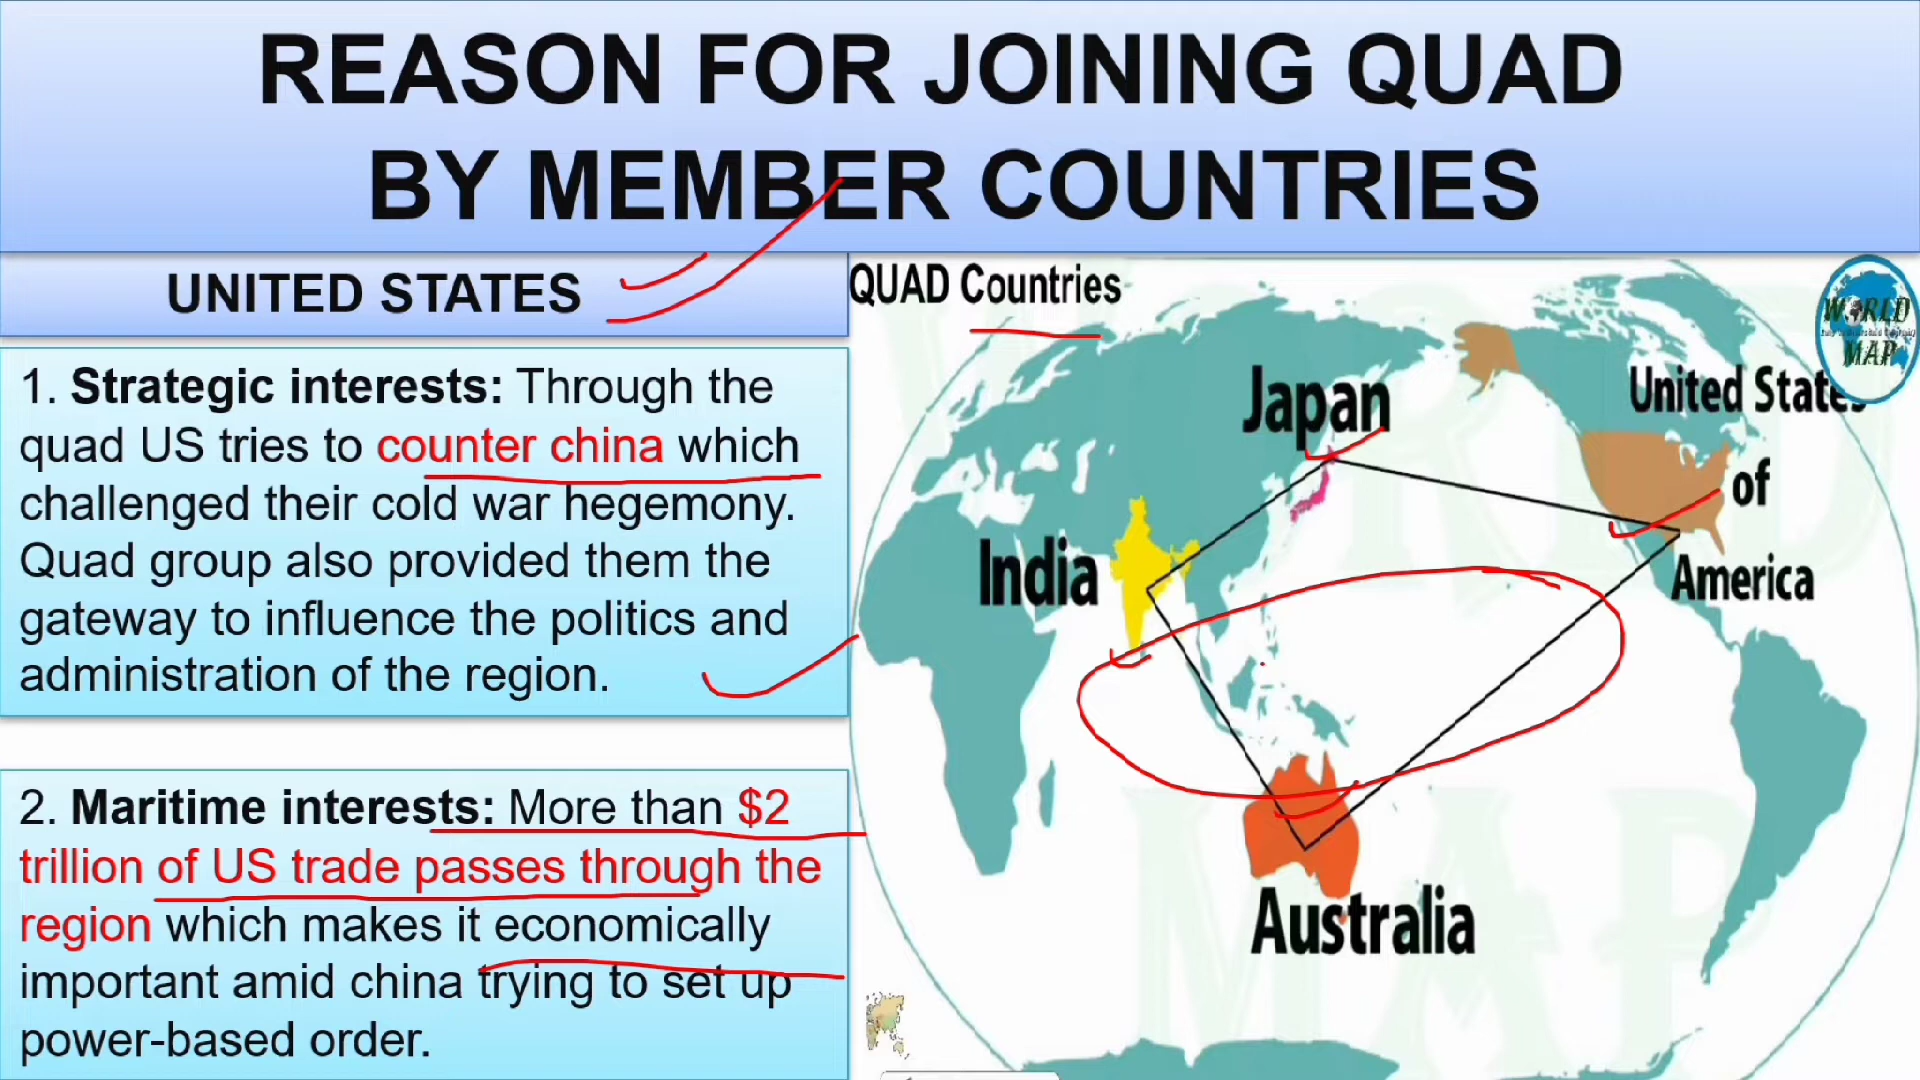 REASON FOR JOINING QUAD
BY MEMBER COUNTRIES
UNITED STATES
1. Strategic interests: Through the
quad US tries to counter china which
challenged their cold war hegemony.
Quad group also provided them the
gateway to influence the politics and
administration of the region.
2. Maritime interests: More than $2
trillion of US trade passes through the
region which makes it economically
important amid china trying to set up
power-based order.
QUAD Countries
WORLD
MAP
Japan
United States
of
America
India
Australia